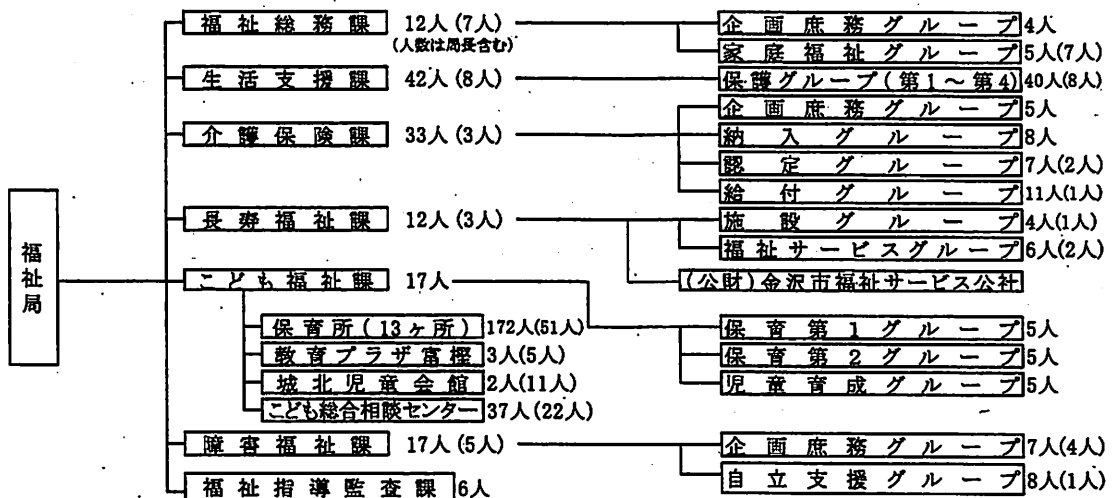 福祉局
福祉総務課 12人(7人)
(人数は局長含む)
企画庶務グループ 4人
家庭福祉グループ 5人(7人)
生活支援課 42人(8人)
保護グループ(第1～第4) 40人(8人)
介護保険課 33人(3人)
企画庶務グループ 5人
納入グループ 8人
認定グループ 7人(2人)
給付グループ 11人(1人)
長寿福祉課 12人(3人)
施設グループ 4人(1人)
福祉サービスグループ 6人(2人)
(公財)金沢市福祉サービス公社
こども福祉課 17人
保育所(13ヶ所) 172人(51人)
教育プラザ富樫 3人(5人)
城北児童会館 2人(11人)
こども総合相談センター 37人(22人)
保育第1グループ 5人
保育第2グループ 5人
児童育成グループ 5人
障害福祉課 17人(5人)
企画庶務グループ 7人(4人)
自立支援グループ 8人(1人)
福祉指導監査課 6人